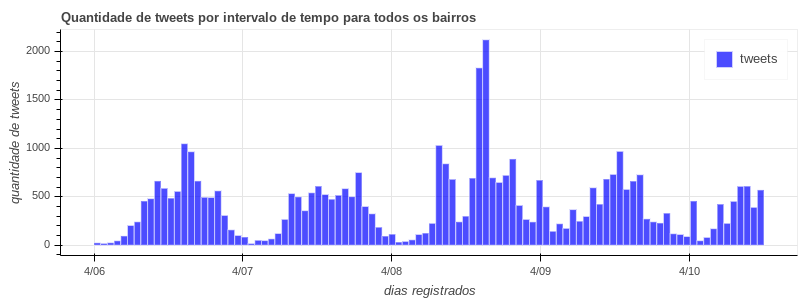 Quantidade de tweets por intervalo de tempo para todos os bairros
tweets
quantidade de tweets
2000
1500
1000
500
0
4/06 4/07 4/08 4/09 4/10
dias registrados